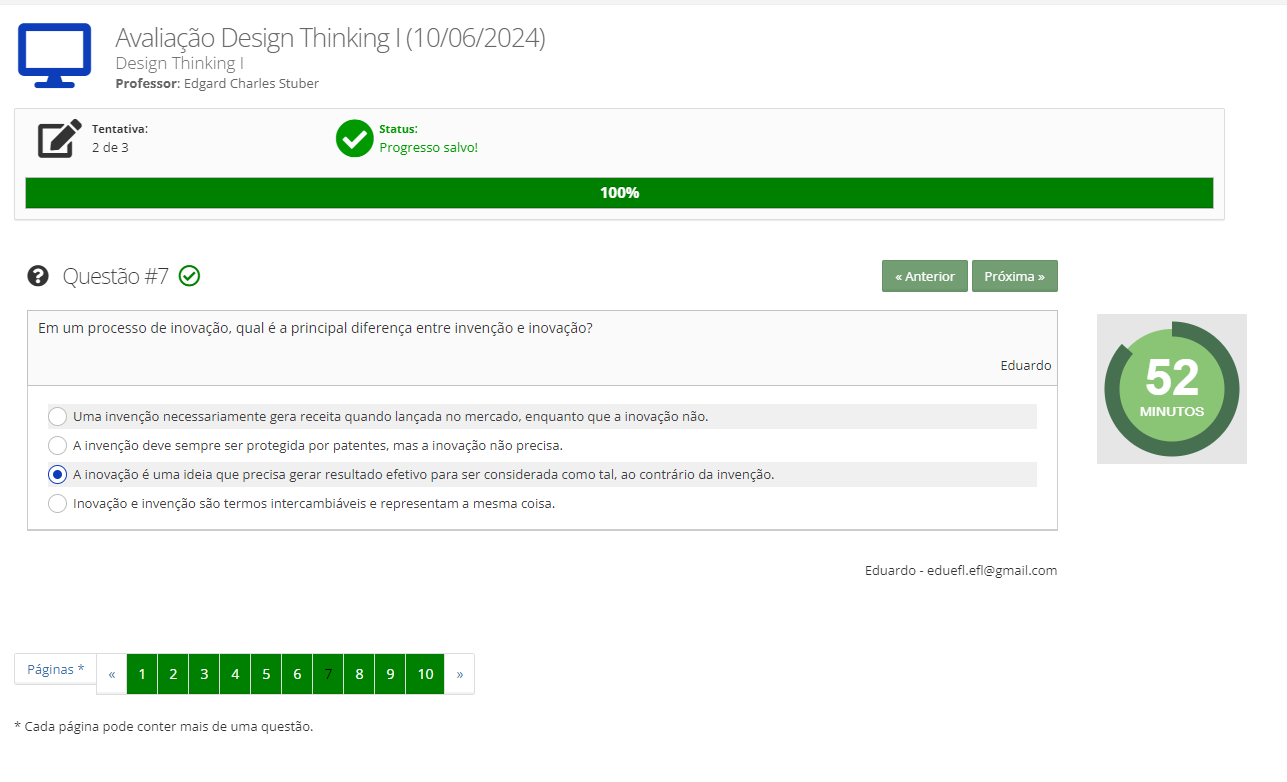 Avaliação Design Thinking I (10/06/2024)
Design Thinking I
Professor: Edgard Charles Stuber
Tentativa:
2 de 3
Status:
Progresso salvo!
100%
Questão #7
« Anterior
Próxima »
Em um processo de inovação, qual é a principal diferença entre invenção e inovação?
Eduardo
52
MINUTOS
Uma invenção necessariamente gera receita quando lançada no mercado, enquanto que a inovação não.
A invenção deve sempre ser protegida por patentes, mas a inovação não precisa.
A inovação é uma ideia que precisa gerar resultado efetivo para ser considerada como tal, ao contrário da invenção.
Inovação e invenção são termos intercambiáveis e representam a mesma coisa.
Eduardo - eduefl.efl@gmail.com
Páginas * « 1 2 3 4 5 6 7 8 9 10 »
* Cada página pode conter mais de uma questão.